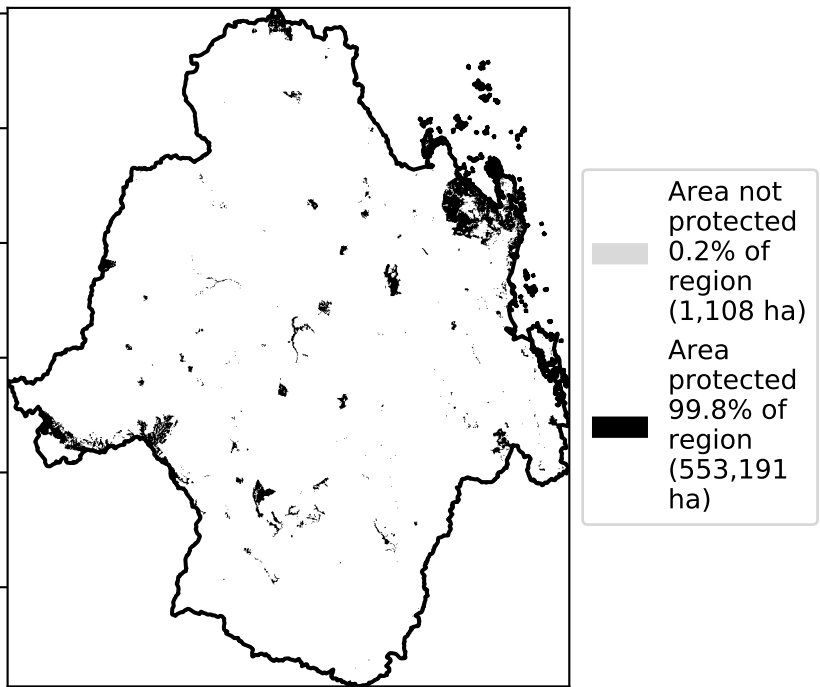 Area not
protected
0.2% of
region
(1,108 ha)
Area
protected
99.8% of
region
(553,191
ha)